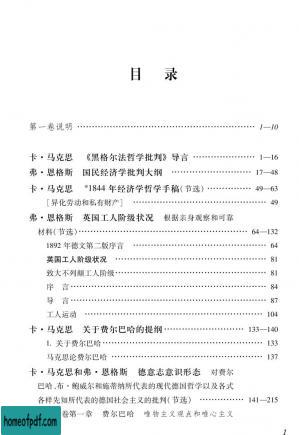 目 录
第一卷说明 …… 1—10
卡·马克思 《黑格尔法哲学批判》导言 …… 1—16
弗·恩格斯 国民经济学批判大纲 …… 17—48
卡·马克思 *1844年经济学哲学手稿(节选) …… 49—63
[异化劳动和私有财产]
弗·恩格斯 英国工人阶级状况 根据亲身观察和可靠
材料(节选) …… 64—132
1892年德文第二版序言 …… 64
英国工人阶级状况 …… 81
致大不列颠工人阶级 …… 81
序 言 …… 84
导 言 …… 87
工人运动 …… 104
卡·马克思 关于费尔巴哈的提纲 …… 133—140
1. 关于费尔巴哈 …… 133
马克思论费尔巴哈 …… 137
卡·马克思和弗·恩格斯 德意志意识形态 对费尔
巴哈、布·鲍威尔和施蒂纳所代表的现代德国哲学以及各式
各样先知所代表的德国社会主义的批判(节选) …… 141—215
卷第一章 费尔巴哈 唯物主义观点和唯心主义
homeofpdf.com
1